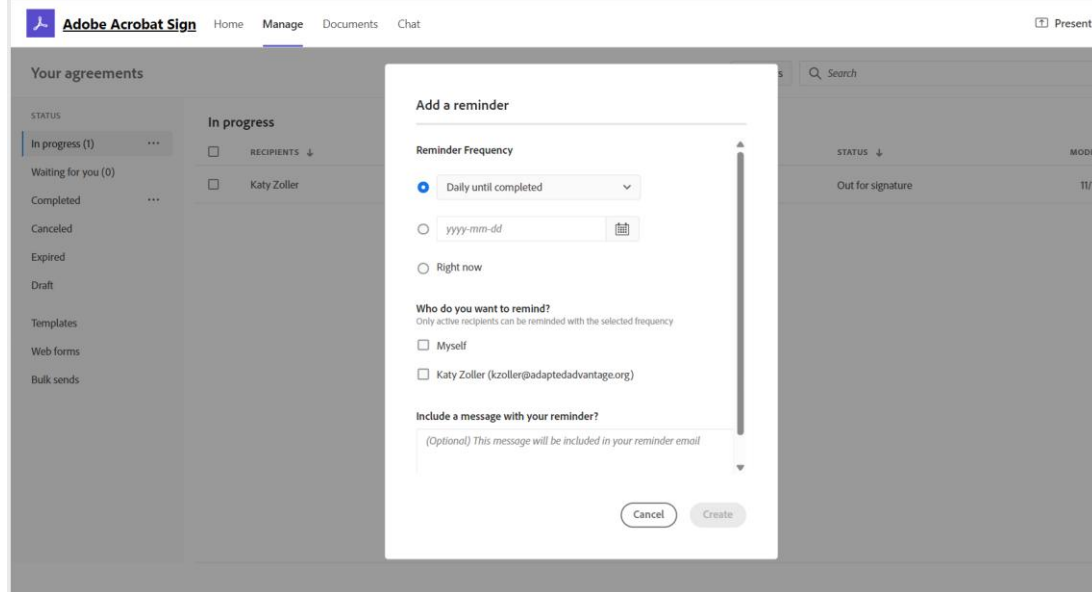 Adobe Acrobat Sign Home Manage Documents Chat Present
Your agreements
Search
STATUS
In progress (1) ...
Waiting for you (0)
Completed ...
Canceled
Expired
Draft
Templates
Web forms
Bulk sends
In progress
RECIPIENTS ↓ STATUS ↓
Katy Zoller Out for signature 11/
Add a reminder
Reminder Frequency
Daily until completed
yyyy-mm-dd
Right now
Who do you want to remind?
Only active recipients can be reminded with the selected frequency
Myself
Katy Zoller (kzoller@adaptedadvantage.org)
Include a message with your reminder?
(Optional) This message will be included in your reminder email
Cancel Create